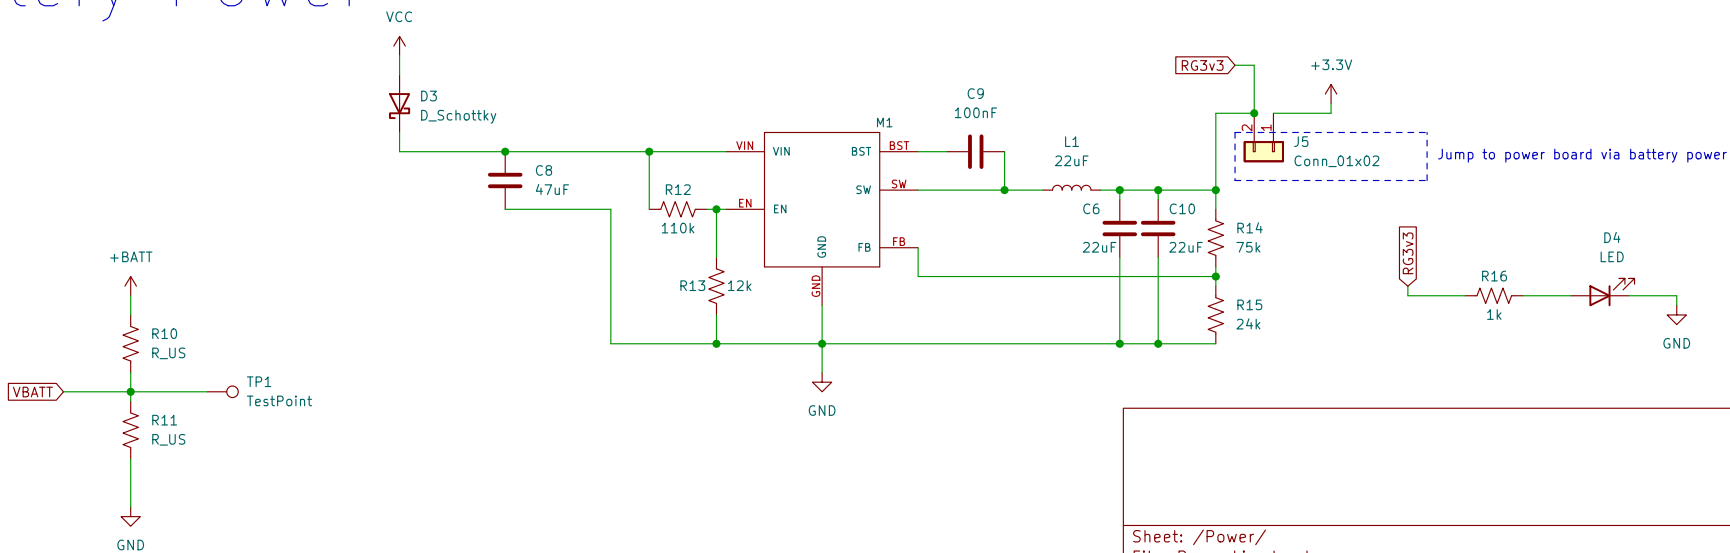 VCC
D3
D_Schottky
C8
47uF
R12
110k
R13
12k
VIN
EN
M1
VIN
EN
BST
SW
FB
GND
GND
BST
SW
FB
C9
100nF
L1
22uF
C6
22uF
C10
22uF
R14
75k
R15
24k
GND
RG3v3
+3.3V
2
1
J5
Conn_01x02
Jump to power board via battery power
RG3v3
R16
1k
D4
LED
GND
+BATT
R10
R_US
VBATT
TP1
TestPoint
R11
R_US
GND
Sheet: /Power/